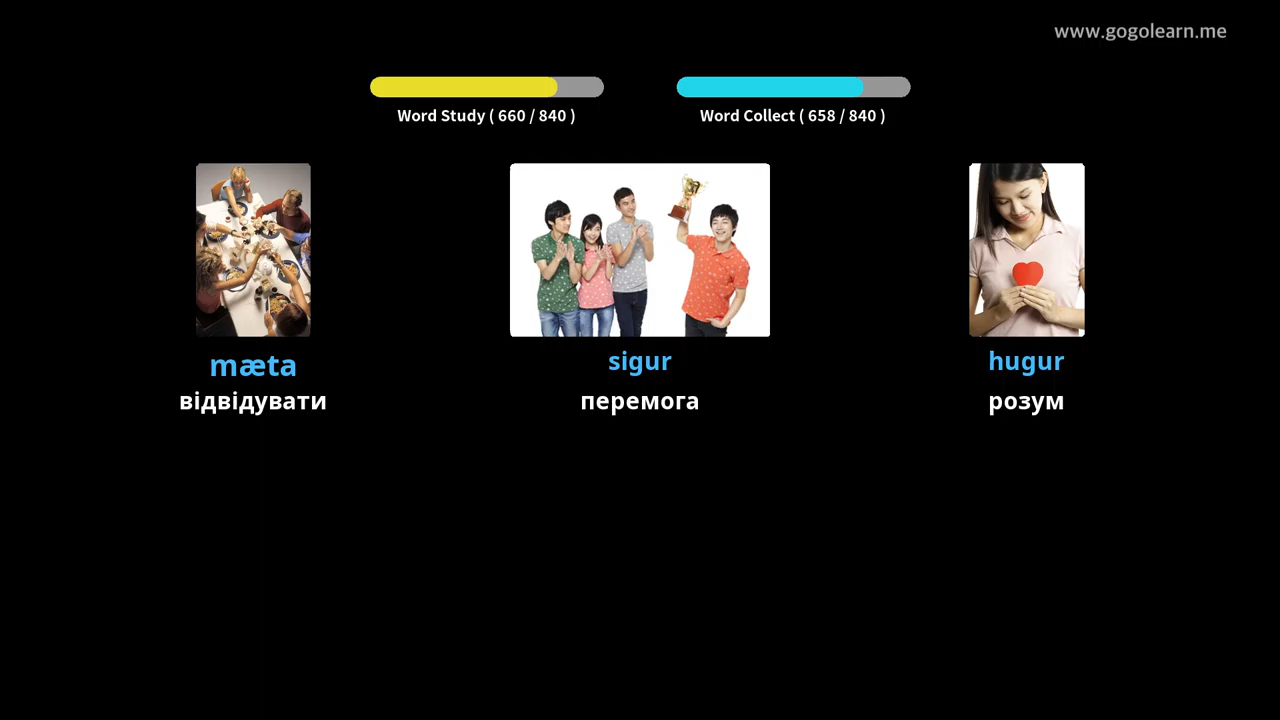 www.gogolearn.me
Word Study ( 660 / 840 )
Word Collect ( 658 / 840 )
mæta
відвідувати
sigur
перемога
hugur
розум